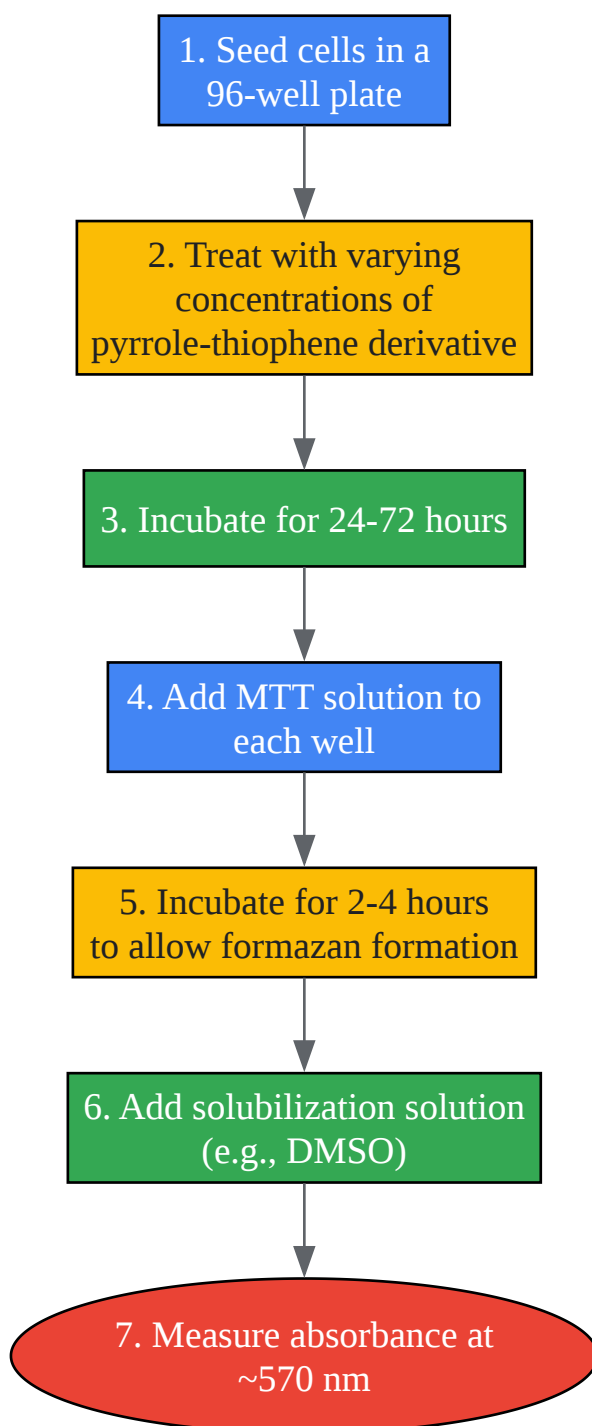 1. Seed cells in a
96-well plate
2. Treat with varying
concentrations of
pyrrole-thiophene derivative
3. Incubate for 24-72 hours
4. Add MTT solution to
each well
5. Incubate for 2-4 hours
to allow formazan formation
6. Add solubilization solution
(e.g., DMSO)
7. Measure absorbance at
~570 nm